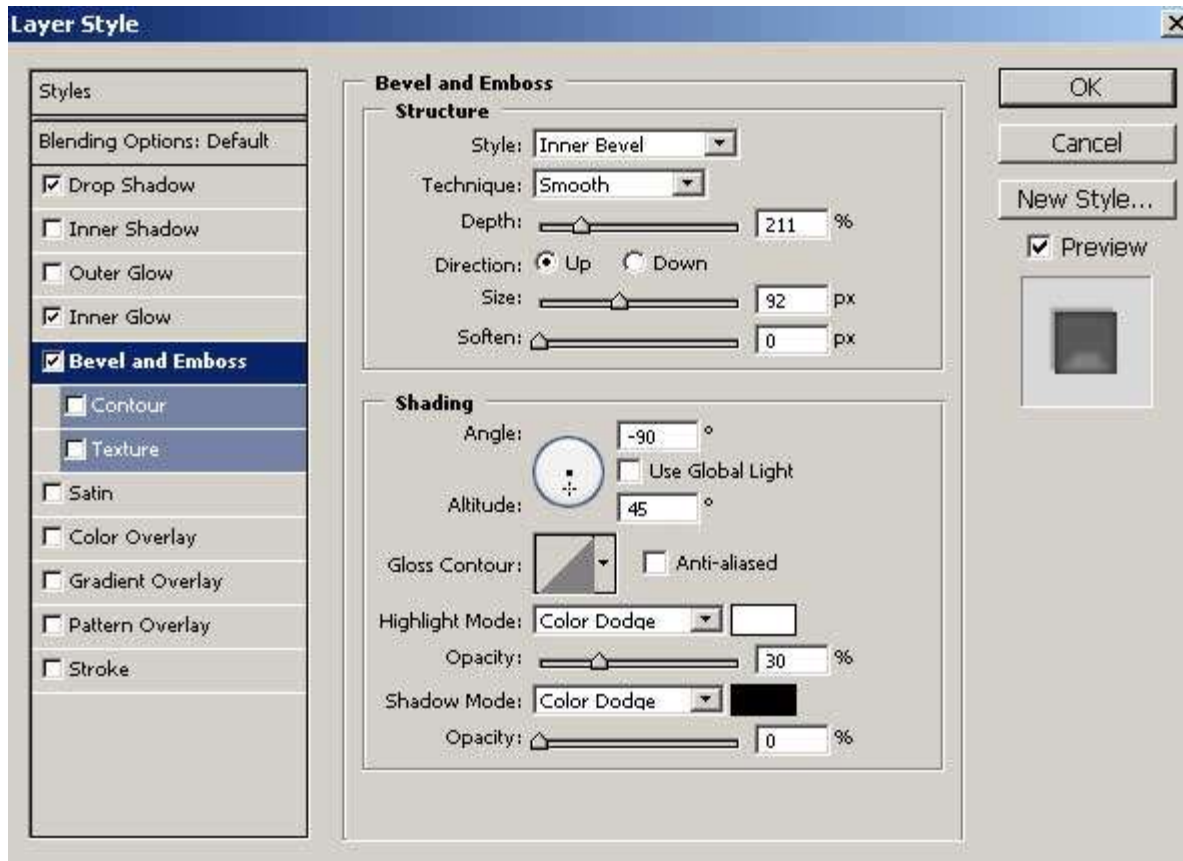 Layer Style
Styles
Blending Options: Default
Drop Shadow
Inner Shadow
Outer Glow
Inner Glow
Bevel and Emboss
Contour
Texture
Satin
Color Overlay
Gradient Overlay
Pattern Overlay
Stroke
Bevel and Emboss
Structure
Style: Inner Bevel
Technique: Smooth
Depth: 211 %
Direction: Up Down
Size: 92 px
Soften: 0 px
Shading
Angle: -90 °
Use Global Light
Altitude: 45 °
Gloss Contour: Anti-aliased
Highlight Mode: Color Dodge
Opacity: 30 %
Shadow Mode: Color Dodge
Opacity: 0 %
OK
Cancel
New Style...
Preview